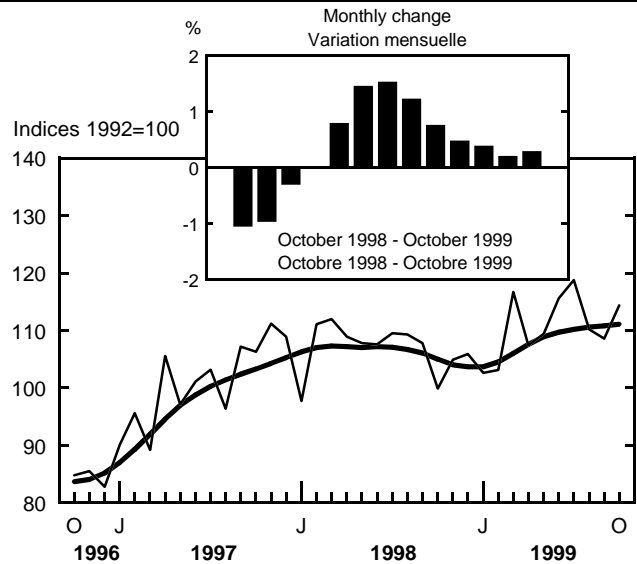 Monthly change
Variation mensuelle
%
2
1
0
-1
-2
October 1998 - October 1999
Octobre 1998 - Octobre 1999
Indices 1992=100
140
130
120
110
100
90
80
O J J J O
1996 1997 1998 1999